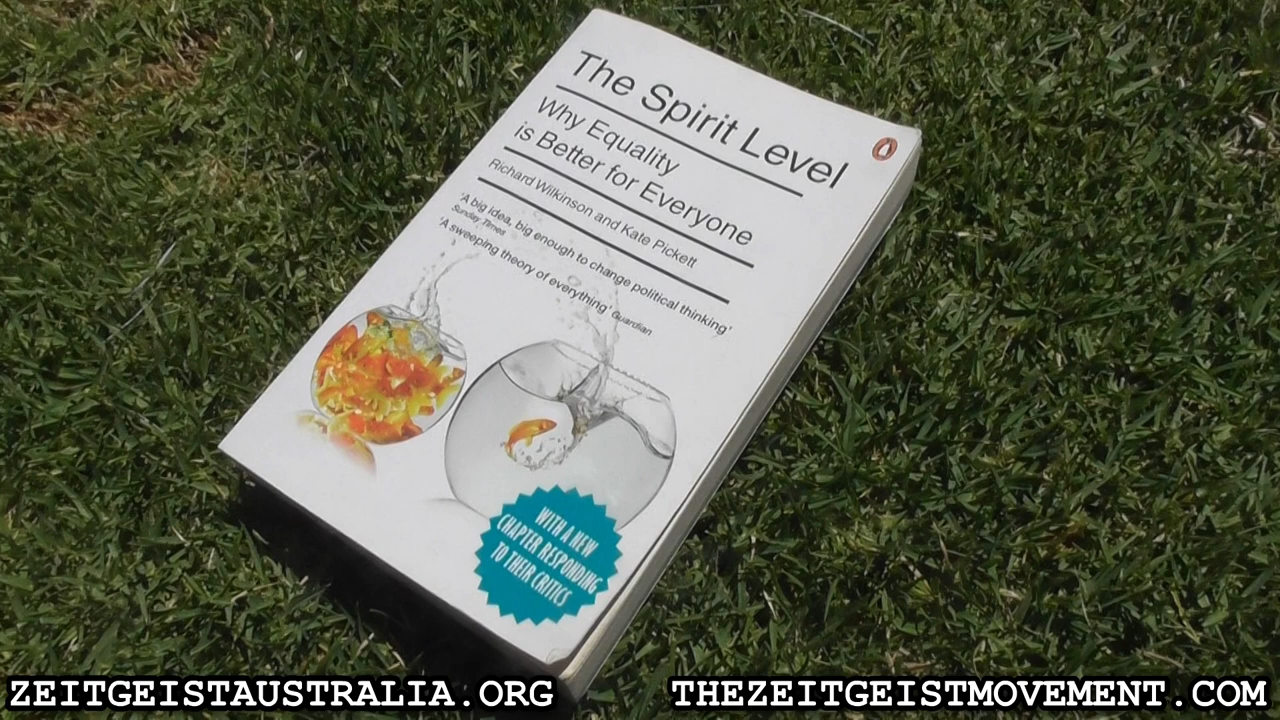 The Spirit Level
Why Equality
is Better for Everyone
Richard Wilkinson and Kate Pickett
'A big idea, big enough to change political thinking'
Sunday Times
'A sweeping theory of everything' Guardian
WITH A NEW
CHAPTER RESPONDING
TO THEIR CRITICS
ZEITGEISTAUSTRALIA.ORG
THEZEITGEISTMOVEMENT.COM